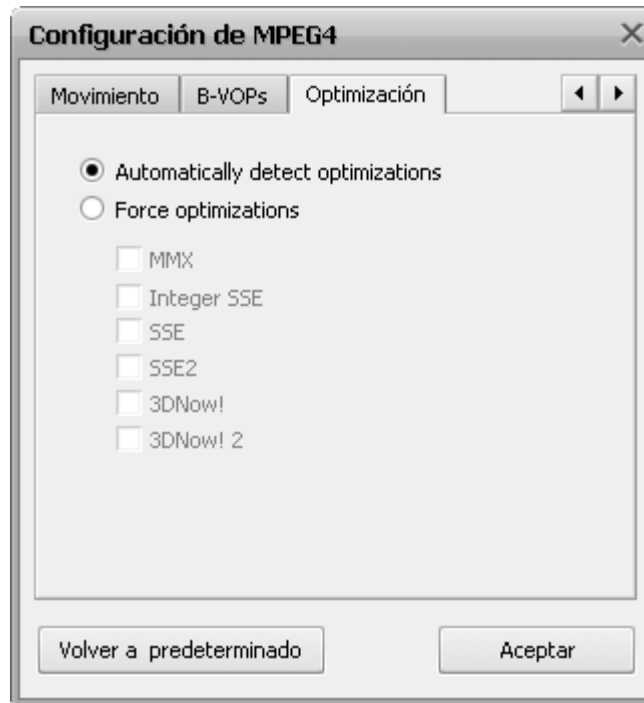 Configuración de MPEG4
Movimiento B-VOPs Optimización
Automatically detect optimizations
Force optimizations
MMX
Integer SSE
SSE
SSE2
3DNow!
3DNow! 2
Volver a predeterminado Aceptar